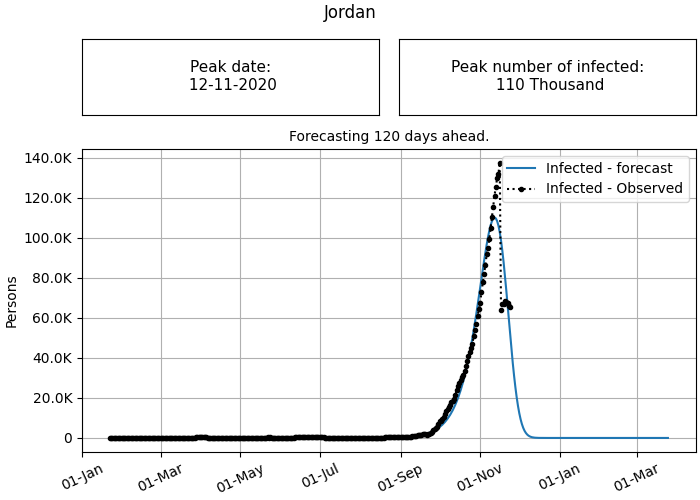 Jordan
Peak date:
12-11-2020
Peak number of infected:
110 Thousand
Forecasting 120 days ahead.
Infected - forecast
Infected - Observed
Persons
140.0K
120.0K
100.0K
80.0K
60.0K
40.0K
20.0K
0
01-Jan
01-Mar
01-May
01-Jul
01-Sep
01-Nov
01-Jan
01-Mar